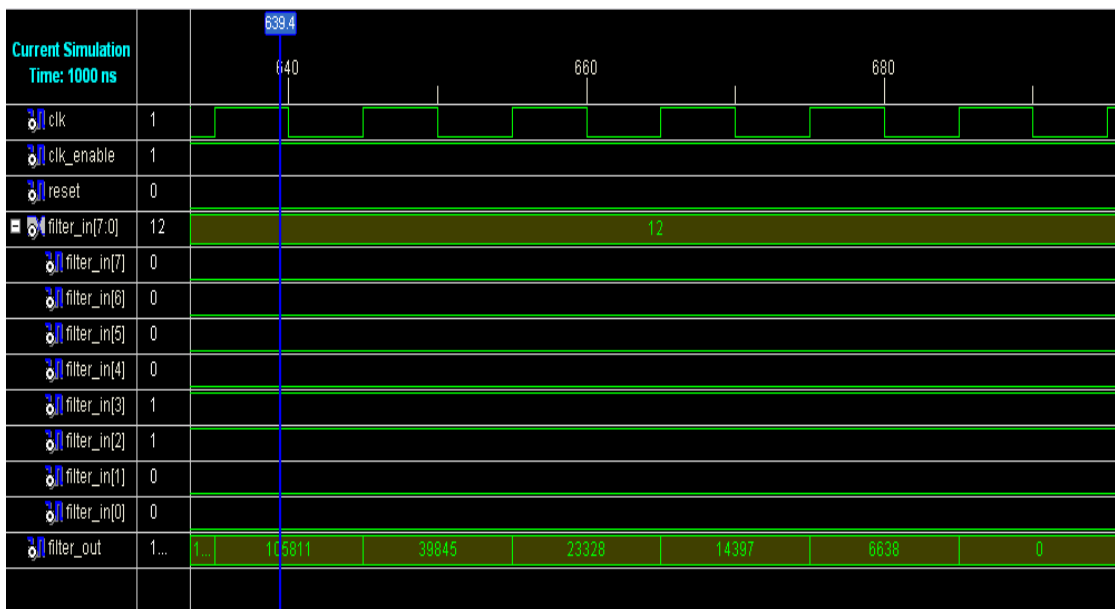 639.4
Current Simulation
Time: 1000 ns
640 660 680
clk 1
clk_enable 1
reset 0
filter_in[7:0] 12 12
filter_in[7] 0
filter_in[6] 0
filter_in[5] 0
filter_in[4] 0
filter_in[3] 1
filter_in[2] 1
filter_in[1] 0
filter_in[0] 0
filter_out 1... 1... 105811 39845 23328 14397 6638 0